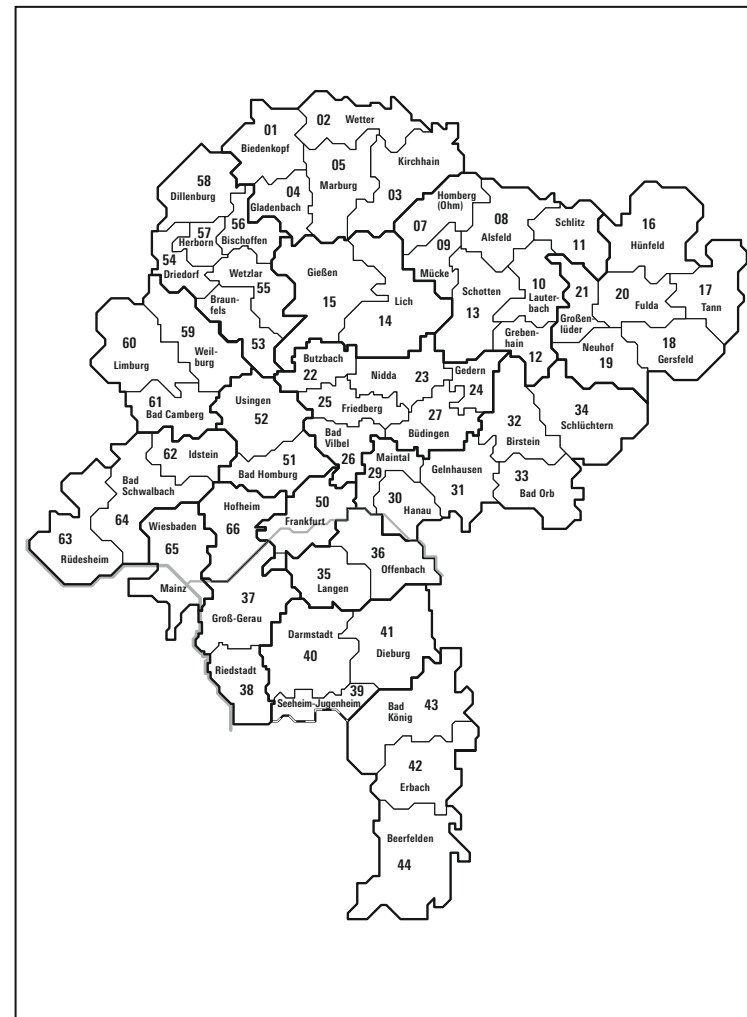 02
Wetter
01
Biedenkopf
05
Marburg
Kirchhain
58
Dillenburg
04
Gladenbach
03
Homberg
(Ohm)
07
08
Alsfeld
Schlitz
11
16
Hünfeld
56
Bischoffen
57
Herborn
54
Driedorf
Wetzlar
55
Braun-
fels
53
Gießen
15
Lich
14
09
Mücke
Schotten
13
10
Lauter-
bach
Greben-
hain
12
21
Großen-
lüder
20
Fulda
17
Tann
18
Gersfeld
Neuhof
19
59
Weil-
burg
60
Limburg
61
Bad Camberg
Butzbach
22
Nidda
23
Gedern
24
25
Friedberg
27
Büdingen
Usingen
52
Bad
Vilbel
26
32
Birstein
34
Schlüchtern
62
Idstein
51
Bad Homburg
Maintal
29
30
Hanau
Gelnhausen
31
33
Bad Orb
Bad
Schwalbach
64
Hofheim
66
50
Frankfurt
63
Rüdesheim
Wiesbaden
65
Mainz
36
Offenbach
35
Langen
37
Groß-Gerau
Darmstadt
40
41
Dieburg
Riedstadt
38
39
Seeheim-Jugenheim
Bad
König
43
42
Erbach
Beerfelden
44